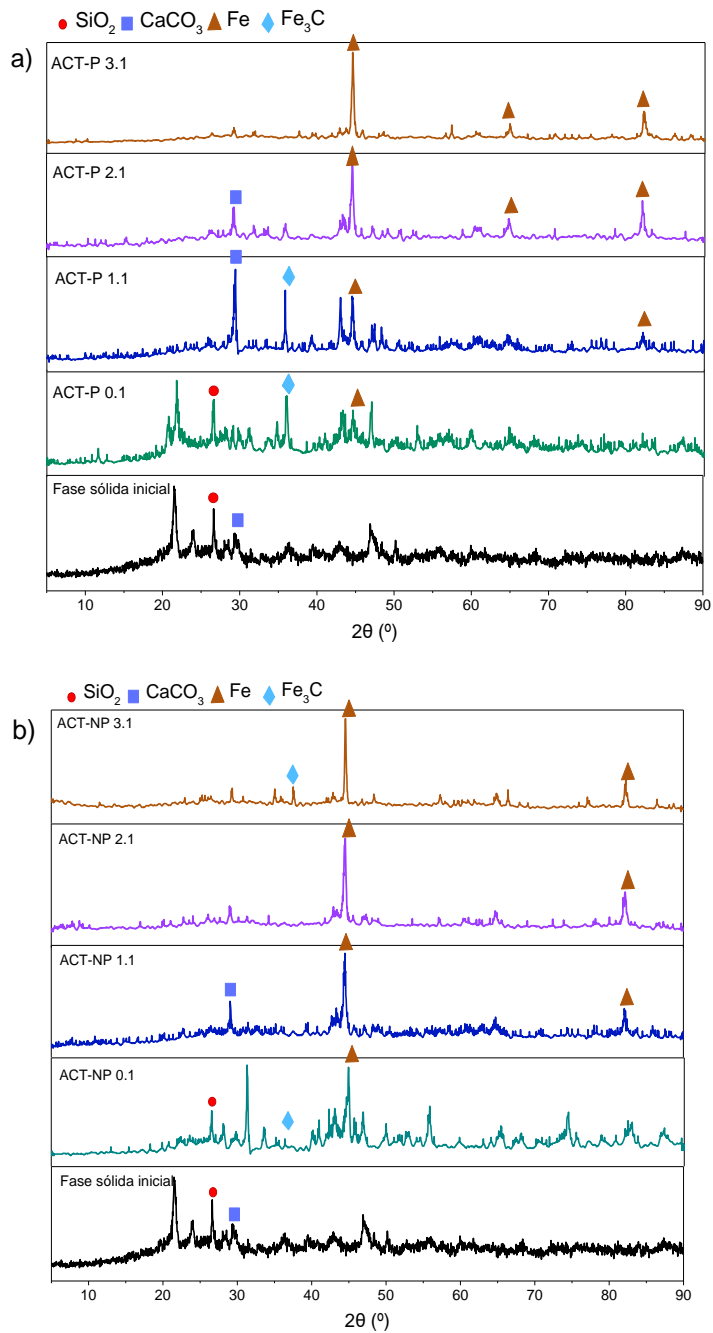 SiO2 CaCO3 Fe Fe3C
a)
ACT-P 3.1
ACT-P 2.1
ACT-P 1.1
ACT-P 0.1
Fase sólida inicial
10 20 30 40 50 60 70 80 90
2θ (º)
SiO2 CaCO3 Fe Fe3C
b)
ACT-NP 3.1
ACT-NP 2.1
ACT-NP 1.1
ACT-NP 0.1
Fase sólida inicial
10 20 30 40 50 60 70 80 90
2θ (º)